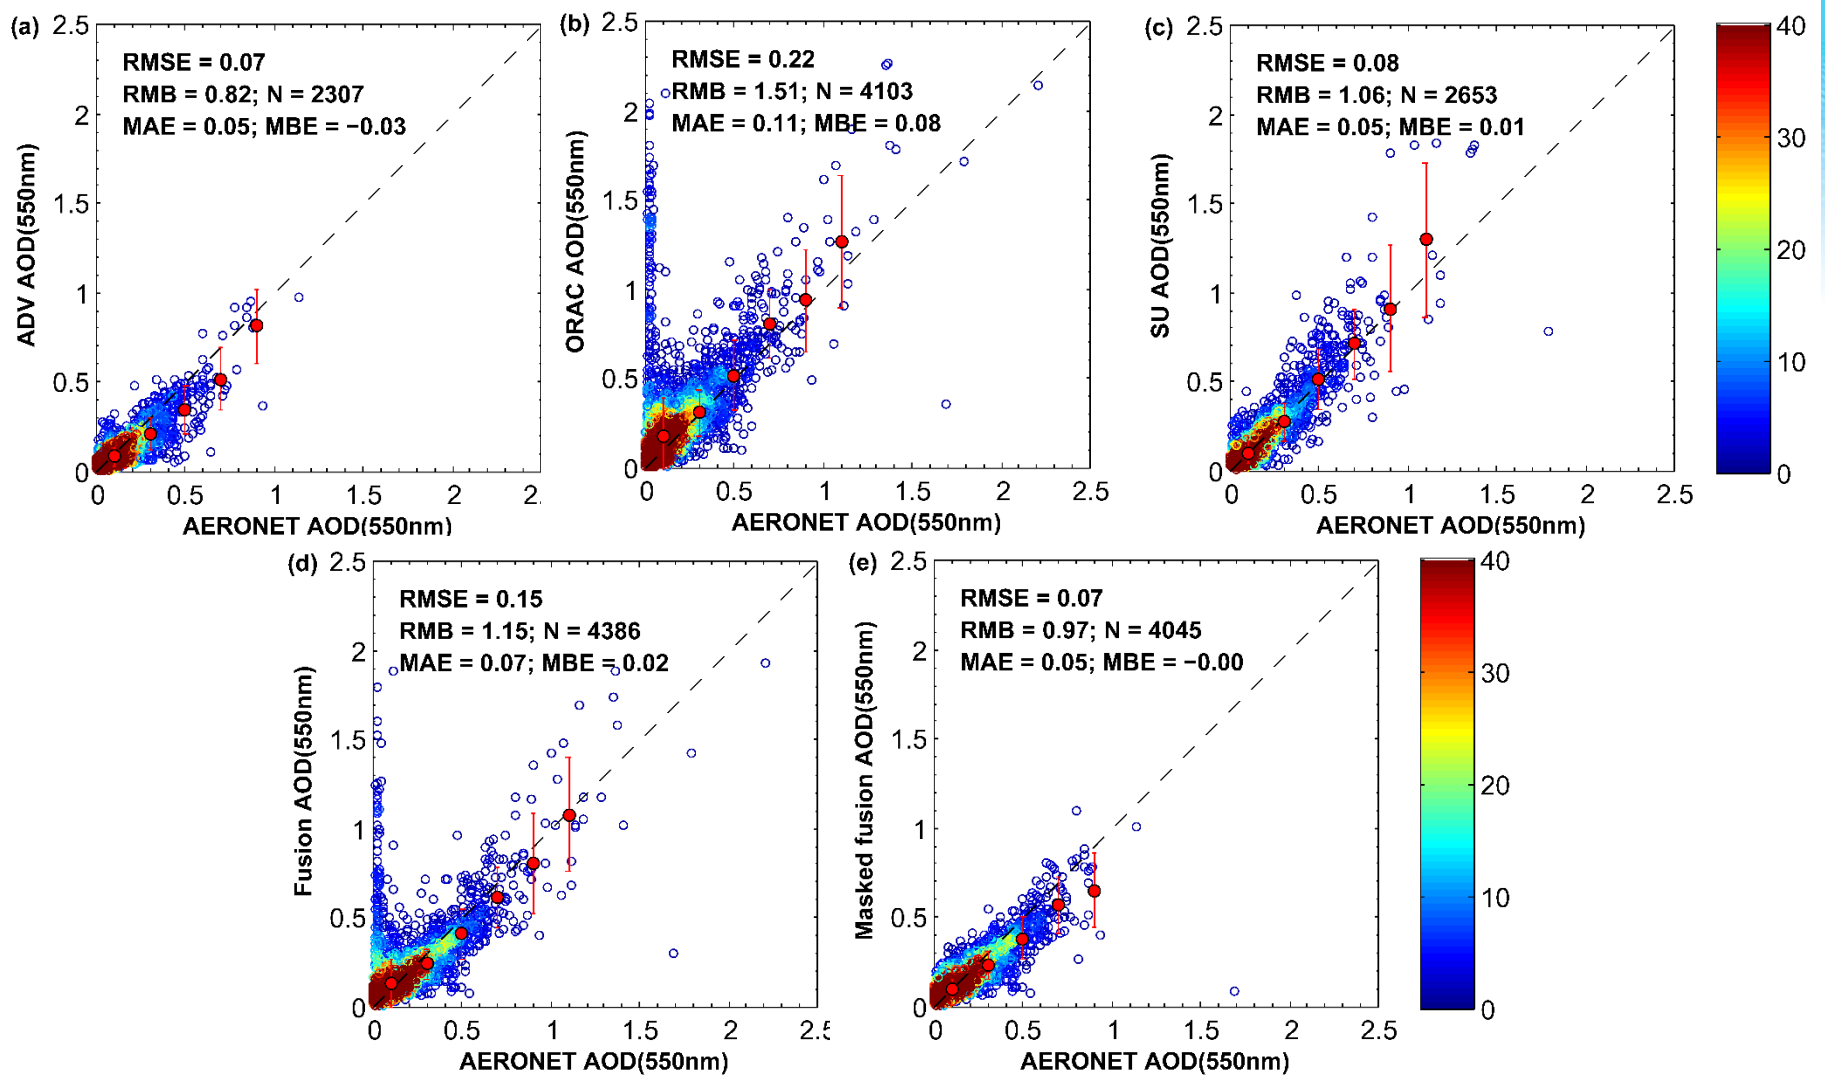 (a)
2.5
2
1.5
1
0.5
0
RMSE = 0.07
RMB = 0.82; N = 2307
MAE = 0.05; MBE = −0.03
ADV AOD(550nm)
0 0.5 1 1.5 2 2.
AERONET AOD(550nm)
(b)
2.5
2
1.5
1
0.5
0
RMSE = 0.22
RMB = 1.51; N = 4103
MAE = 0.11; MBE = 0.08
ORAC AOD(550nm)
0 0.5 1 1.5 2 2.5
AERONET AOD(550nm)
(c)
2.5
2
1.5
1
0.5
0
RMSE = 0.08
RMB = 1.06; N = 2653
MAE = 0.05; MBE = 0.01
SU AOD(550nm)
0 0.5 1 1.5 2 2.5
AERONET AOD(550nm)
40
30
20
10
0
(d)
2.5
2
1.5
1
0.5
0
RMSE = 0.15
RMB = 1.15; N = 4386
MAE = 0.07; MBE = 0.02
Fusion AOD(550nm)
0 0.5 1 1.5 2 2.5
AERONET AOD(550nm)
(e)
2.5
2
1.5
1
0.5
0
RMSE = 0.07
RMB = 0.97; N = 4045
MAE = 0.05; MBE = −0.00
Masked fusion AOD(550nm)
0 0.5 1 1.5 2 2.5
AERONET AOD(550nm)
40
30
20
10
0